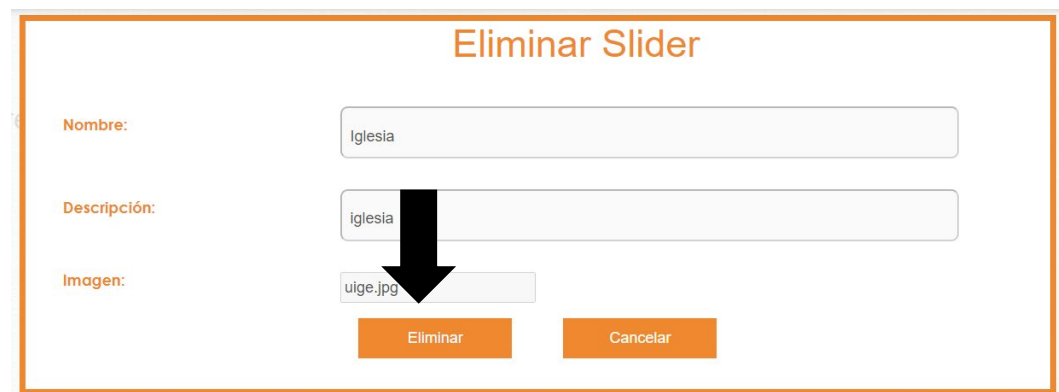 Eliminar Slider
Nombre:
Iglesia
Descripción:
iglesia
Imagen:
uige.jpg
Eliminar Cancelar